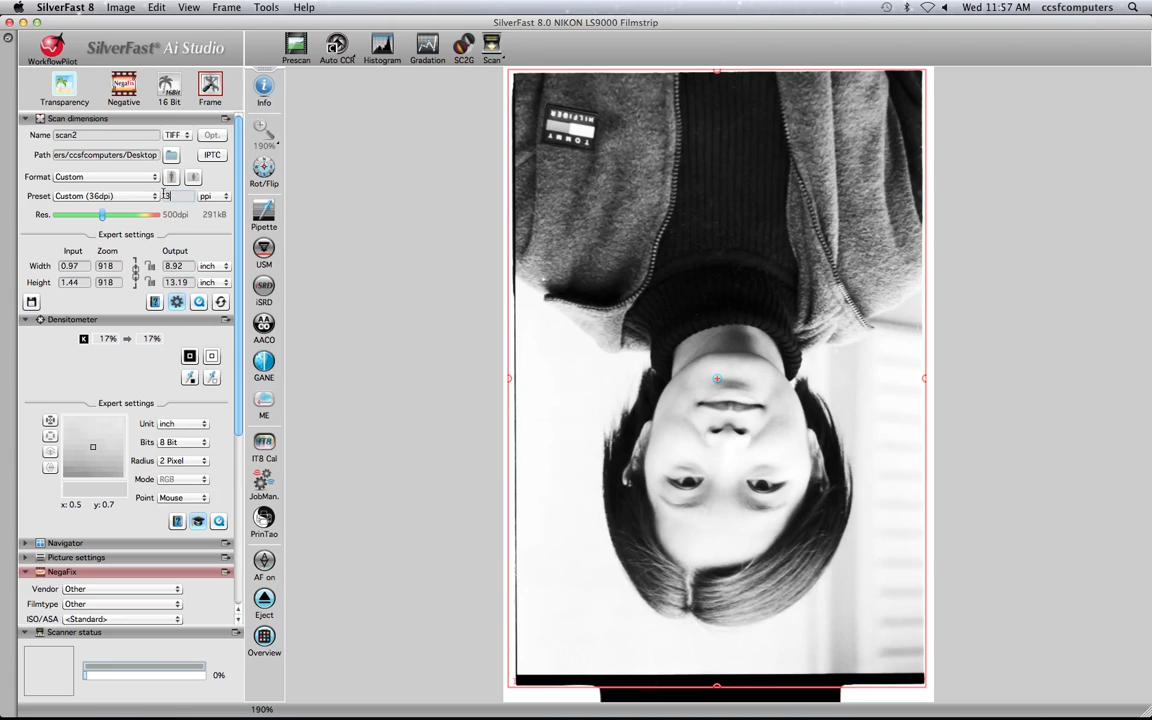 SilverFast 8 Image Edit View Frame Tools Help Wed 11:57 AM ccsfcomputers
SilverFast 8.0 NIKON LS9000 Filmstrip
WorkflowPilot
SilverFast® Ai Studio
Prescan Auto CCR Histogram Gradation SC2G Scan
Transparency Negative 16Bit 16 Bit Frame
Info
Scan dimensions
Name scan2 TIFF Opt.
Path ers/ccsfcomputers/Desktop IPTC
Format Custom
Preset Custom (36dpi) 3 ppi
Res. 500dpi 291kB
Expert settings
Input Zoom Output
Width 0.97 918 8.92 inch
Height 1.44 918 13.19 inch
Densitometer
K 17% 17%
Expert settings
Unit inch
Bits 8 Bit
Radius 2 Pixel
Mode RGB
Point Mouse
x: 0.5 y: 0.7
Navigator
Picture settings
NegaFix
Vendor Other
Filmtype Other
ISO/ASA <Standard>
Scanner status
0%
190%
Rot/Flip
Pipette
USM
iSRD
iSRD
AACO
AACO
GANE
ME
IT8
IT8 Cal
JobMan.
PrinTao
AF on
Eject
Overview
190%
TOMMY
HILFIGER